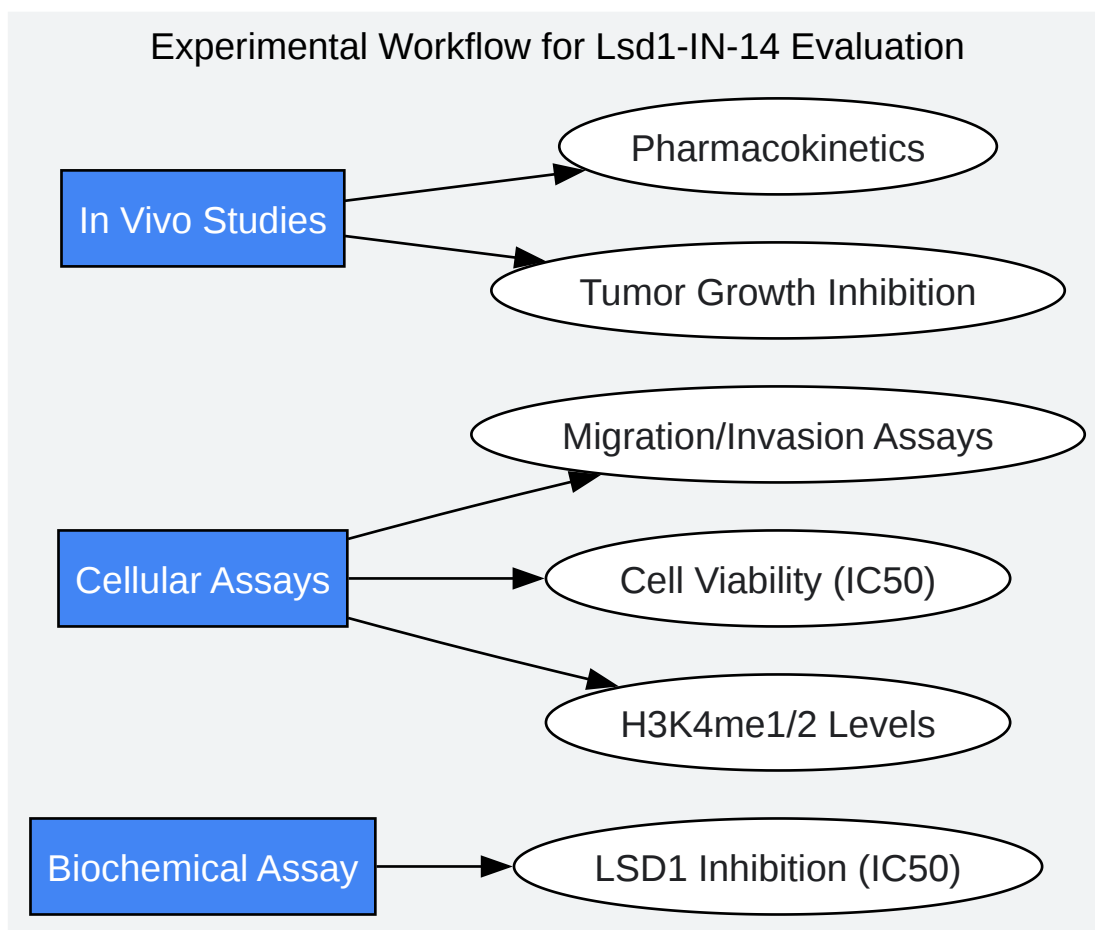 Experimental Workflow for Lsd1-IN-14 Evaluation
In Vivo Studies
Pharmacokinetics
Tumor Growth Inhibition
Cellular Assays
Migration/Invasion Assays
Cell Viability (IC50)
H3K4me1/2 Levels
Biochemical Assay
LSD1 Inhibition (IC50)